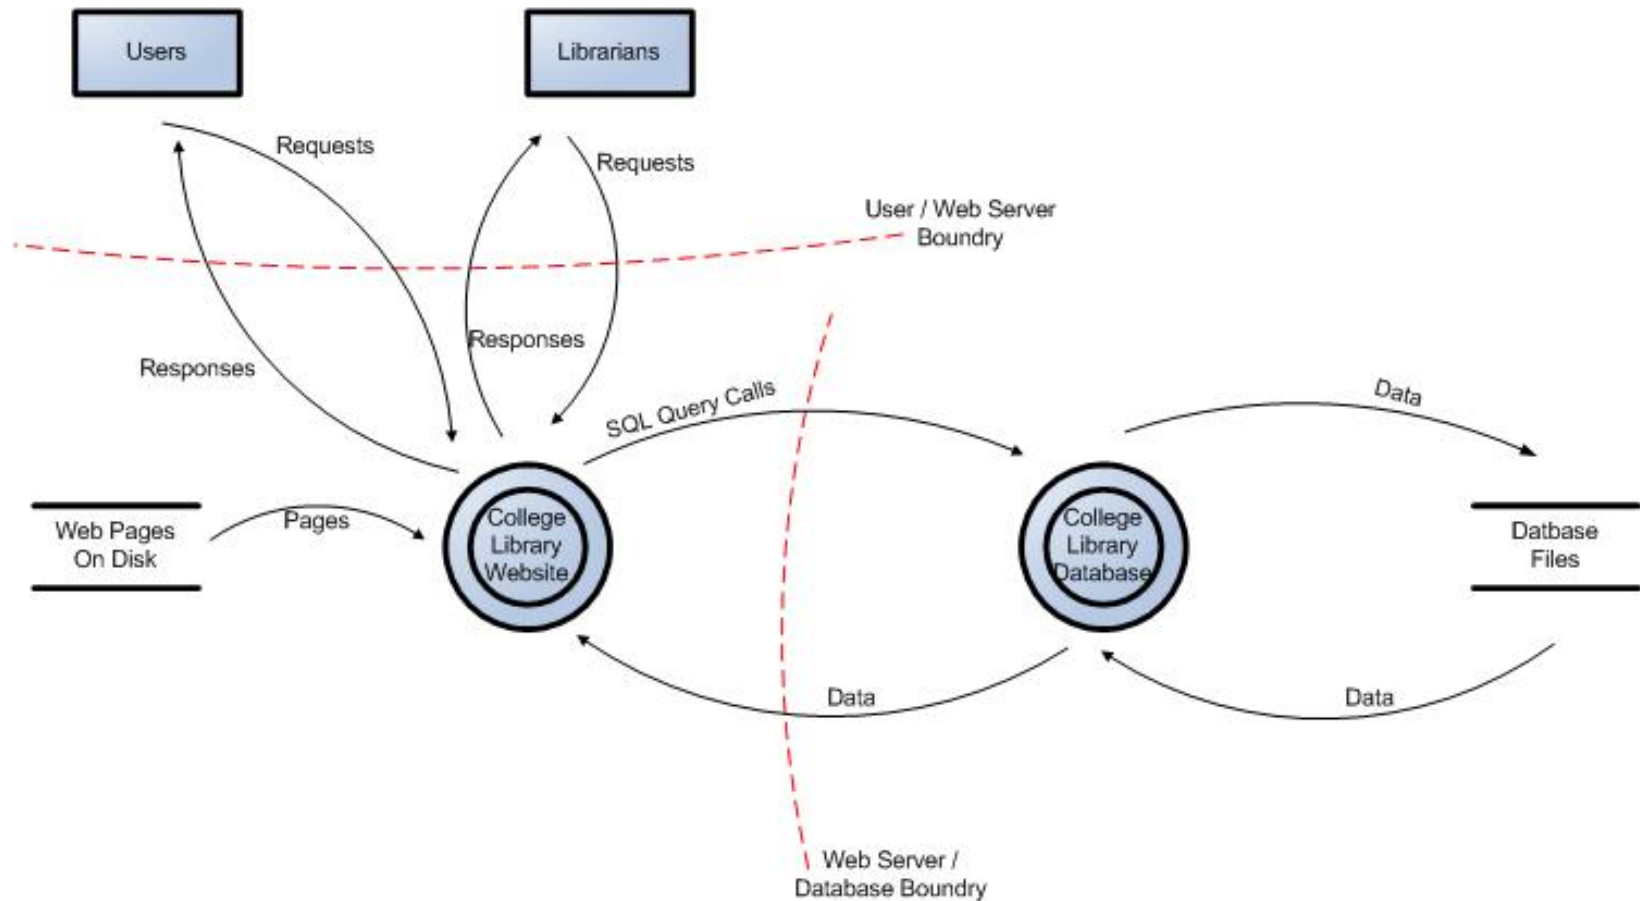 Users
Librarians
Requests
Requests
User / Web Server
Boundry
Responses
Responses
SQL Query Calls
Data
Web Pages
On Disk
Pages
College
Library
Website
College
Library
Database
Datbase
Files
Data
Data
Web Server /
Database Boundry